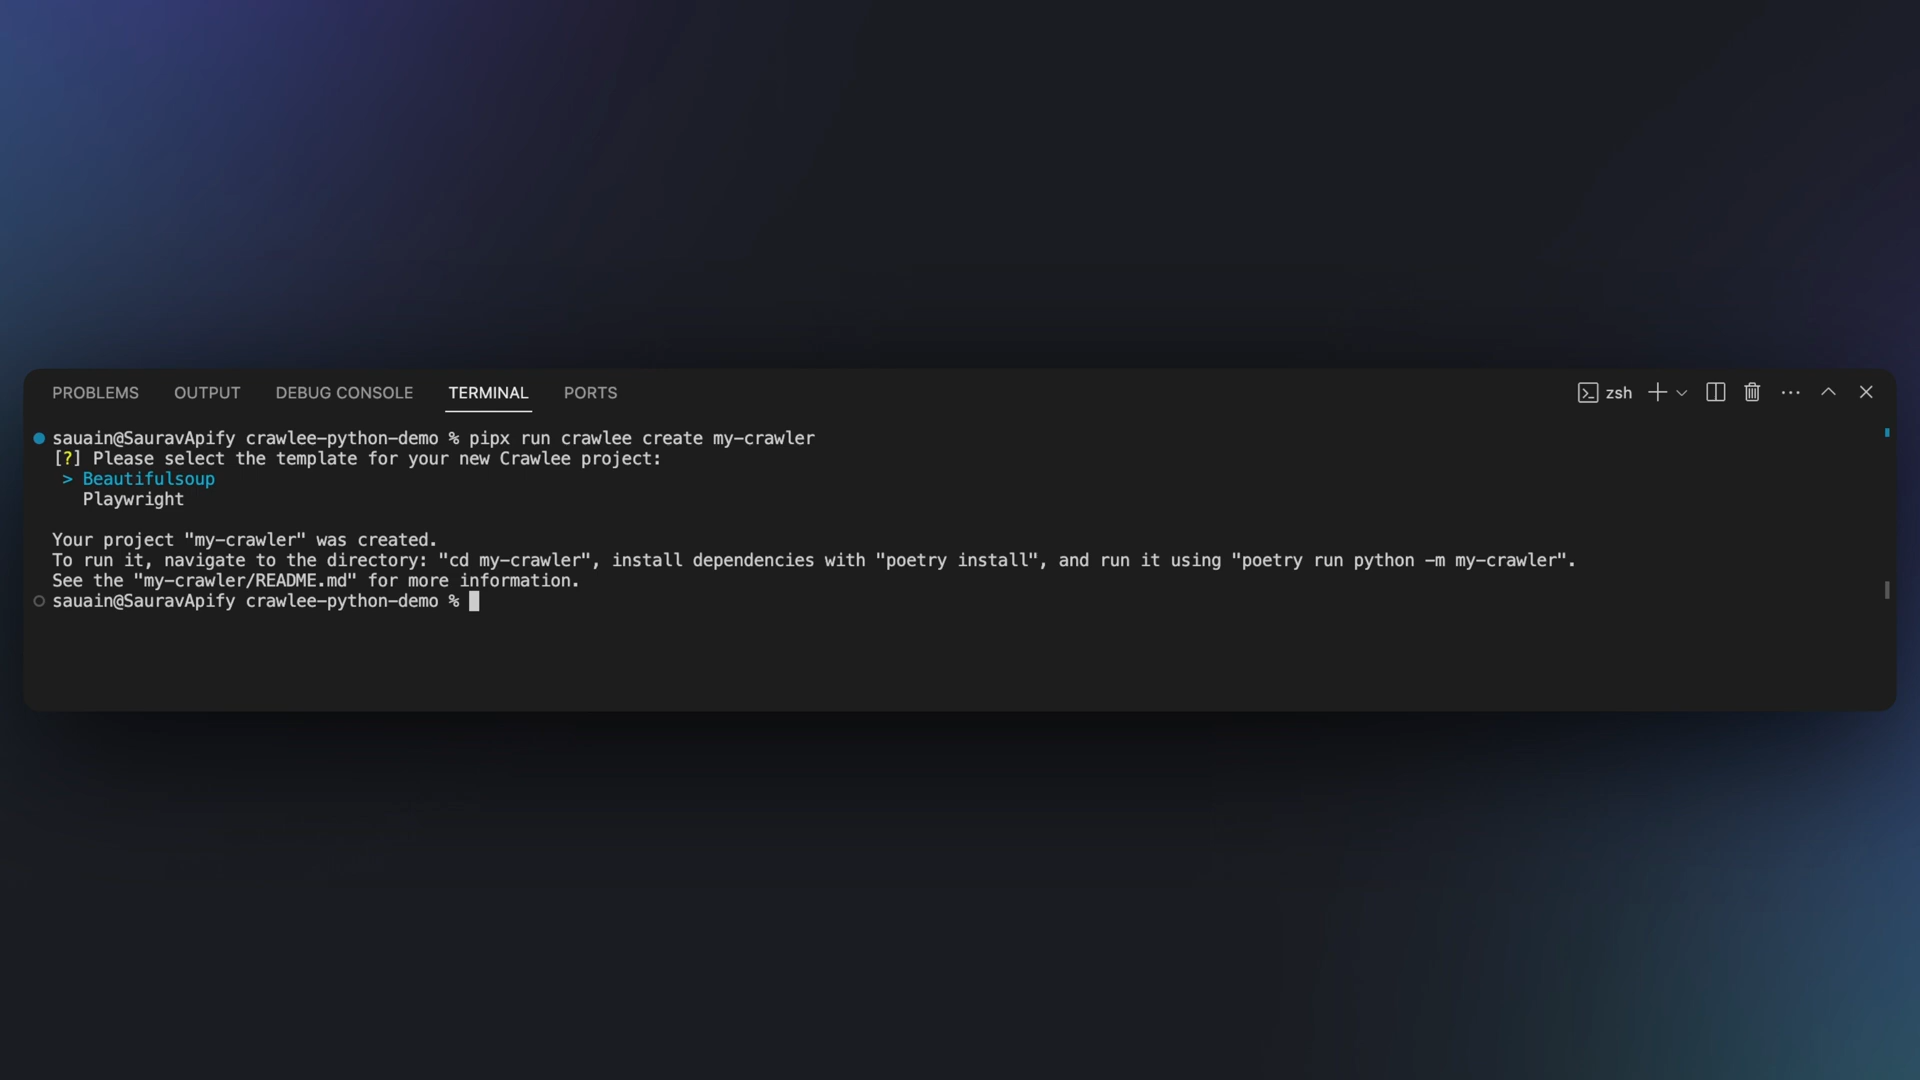 PROBLEMS OUTPUT DEBUG CONSOLE TERMINAL PORTS zsh
sauain@SauravApify crawlee-python-demo % pipx run crawlee create my-crawler
[?] Please select the template for your new Crawlee project:
> Beautifulsoup
Playwright
Your project "my-crawler" was created.
To run it, navigate to the directory: "cd my-crawler", install dependencies with "poetry install", and run it using "poetry run python -m my-crawler".
See the "my-crawler/README.md" for more information.
sauain@SauravApify crawlee-python-demo %